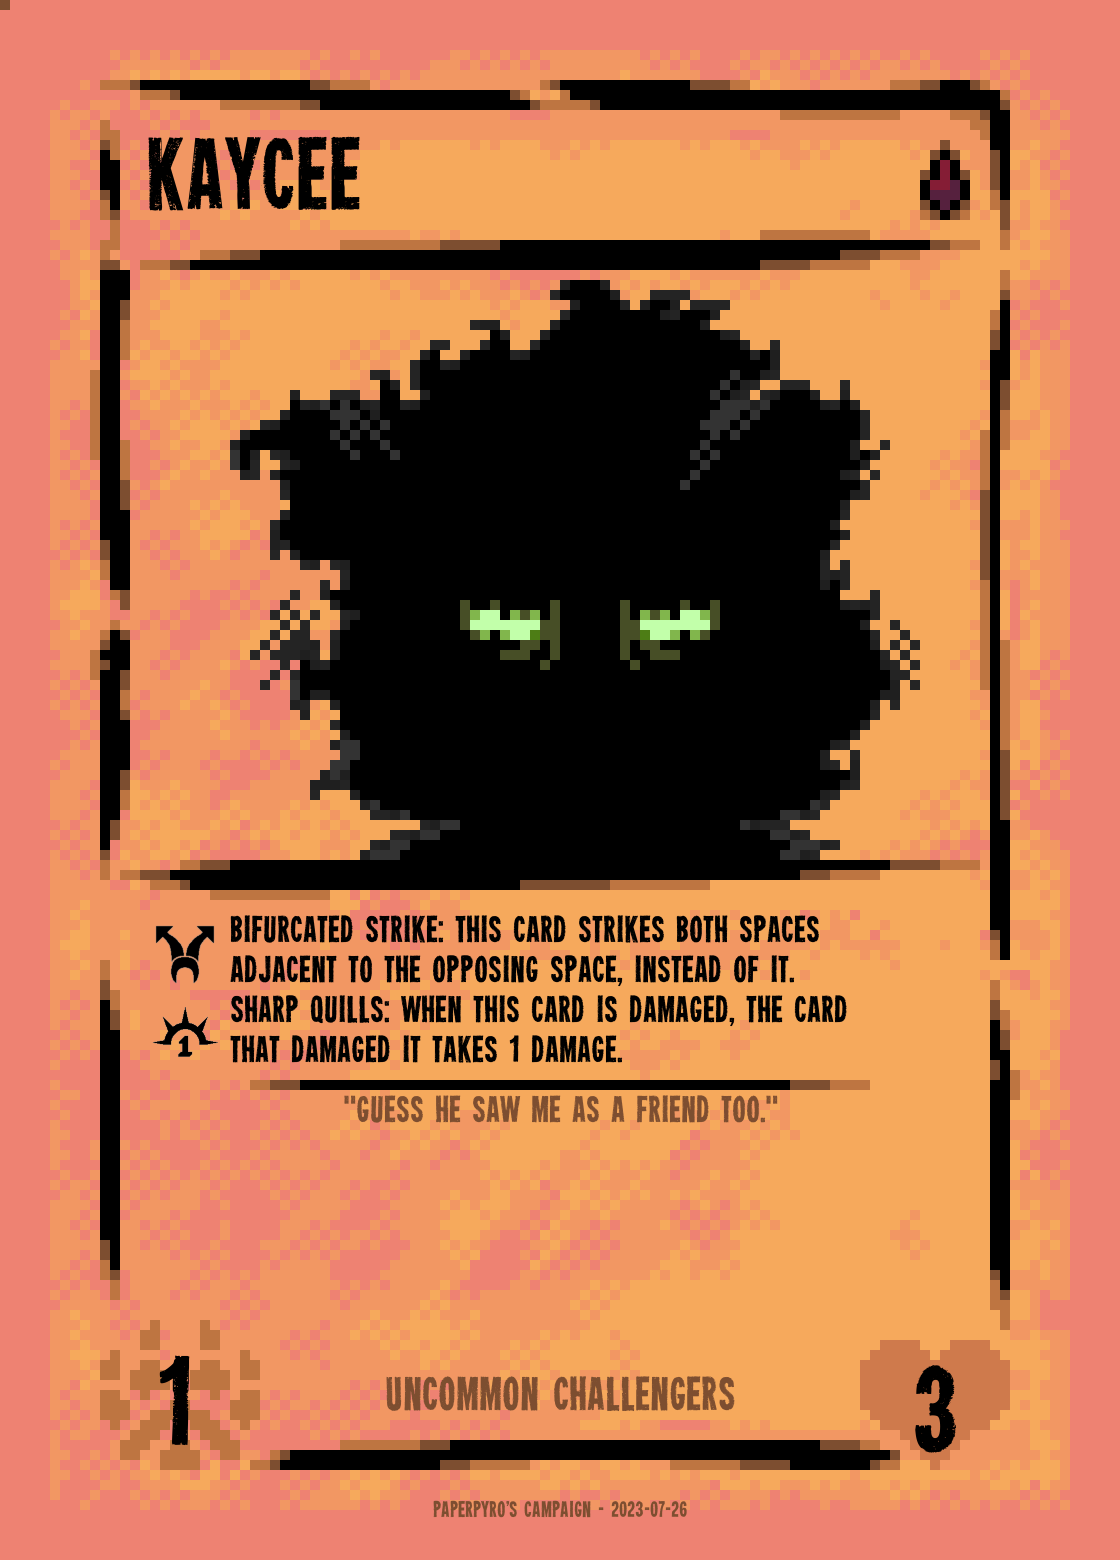 KAYCEE
BIFURCATED STRIKE: THIS CARD STRIKES BOTH SPACES
ADJACENT TO THE OPPOSING SPACE, INSTEAD OF IT.
SHARP QUILLS: WHEN THIS CARD IS DAMAGED, THE CARD
1
THAT DAMAGED IT TAKES 1 DAMAGE.
"GUESS HE SAW ME AS A FRIEND TOO."
1
UNCOMMON CHALLENGERS
3
PAPERPYRO'S CAMPAIGN - 2023-07-26